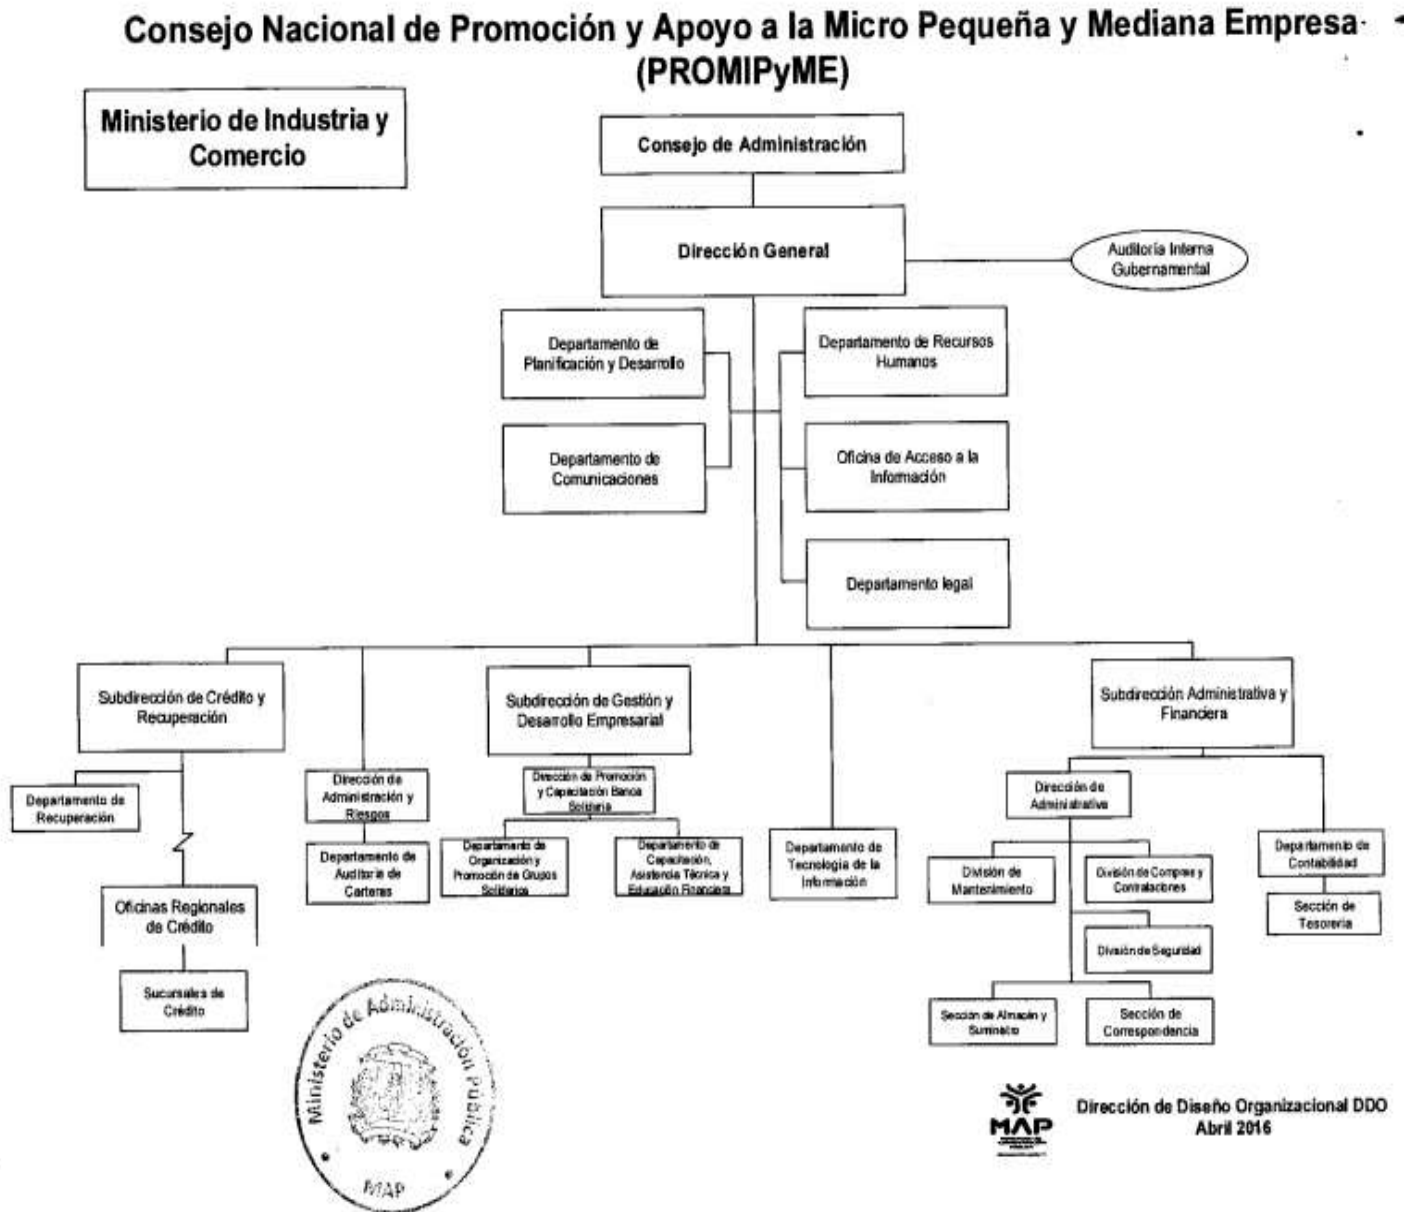 Consejo Nacional de Promoción y Apoyo a la Micro Pequeña y Mediana Empresa
(PROMIPyME)
Ministerio de Industria y
Comercio
Consejo de Administración
Dirección General
Auditoría Interna
Gubernamental
Departamento de
Planificación y Desarrollo
Departamento de Recursos
Humanos
Departamento de
Comunicaciones
Oficina de Acceso a la
Información
Departamento legal
Subdirección de Crédito y
Recuperación
Subdirección de Gestión y
Desarrollo Empresarial
Subdirección Administrativa y
Financiera
Departamento de
Recuperación
Dirección de
Administración y
Riesgos
Dirección de Promoción
y Capacitación Banca
Solidaria
Dirección de
Administrativa
Departamento de
Auditoría de
Carteras
Departamento de
Organización y
Promoción de Grupos
Solidarios
Departamento de
Capacitación,
Asistencia Técnica y
Educación Financiera
Departamento de
Tecnología de la
Información
División de
Mantenimiento
División de Compras y
Contrataciones
Departamento de
Contabilidad
Oficinas Regionales
de Crédito
División de Seguridad
Sección de
Tesorería
Sucursales de
Crédito
Sección de Almacén y
Suministro
Sección de
Correspondencia
Ministerio de Administración Pública
MAP
MAP
Dirección de Diseño Organizacional DDO
Abril 2016